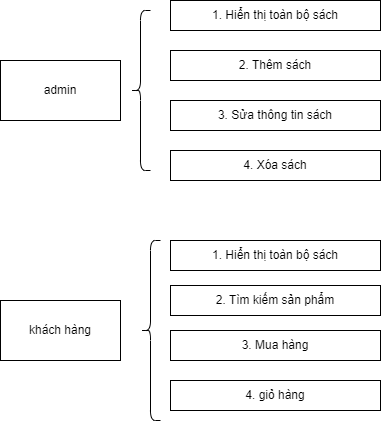 admin
1. Hiển thị toàn bộ sách
2. Thêm sách
3. Sửa thông tin sách
4. Xóa sách
khách hàng
1. Hiển thị toàn bộ sách
2. Tìm kiếm sản phẩm
3. Mua hàng
4. giỏ hàng